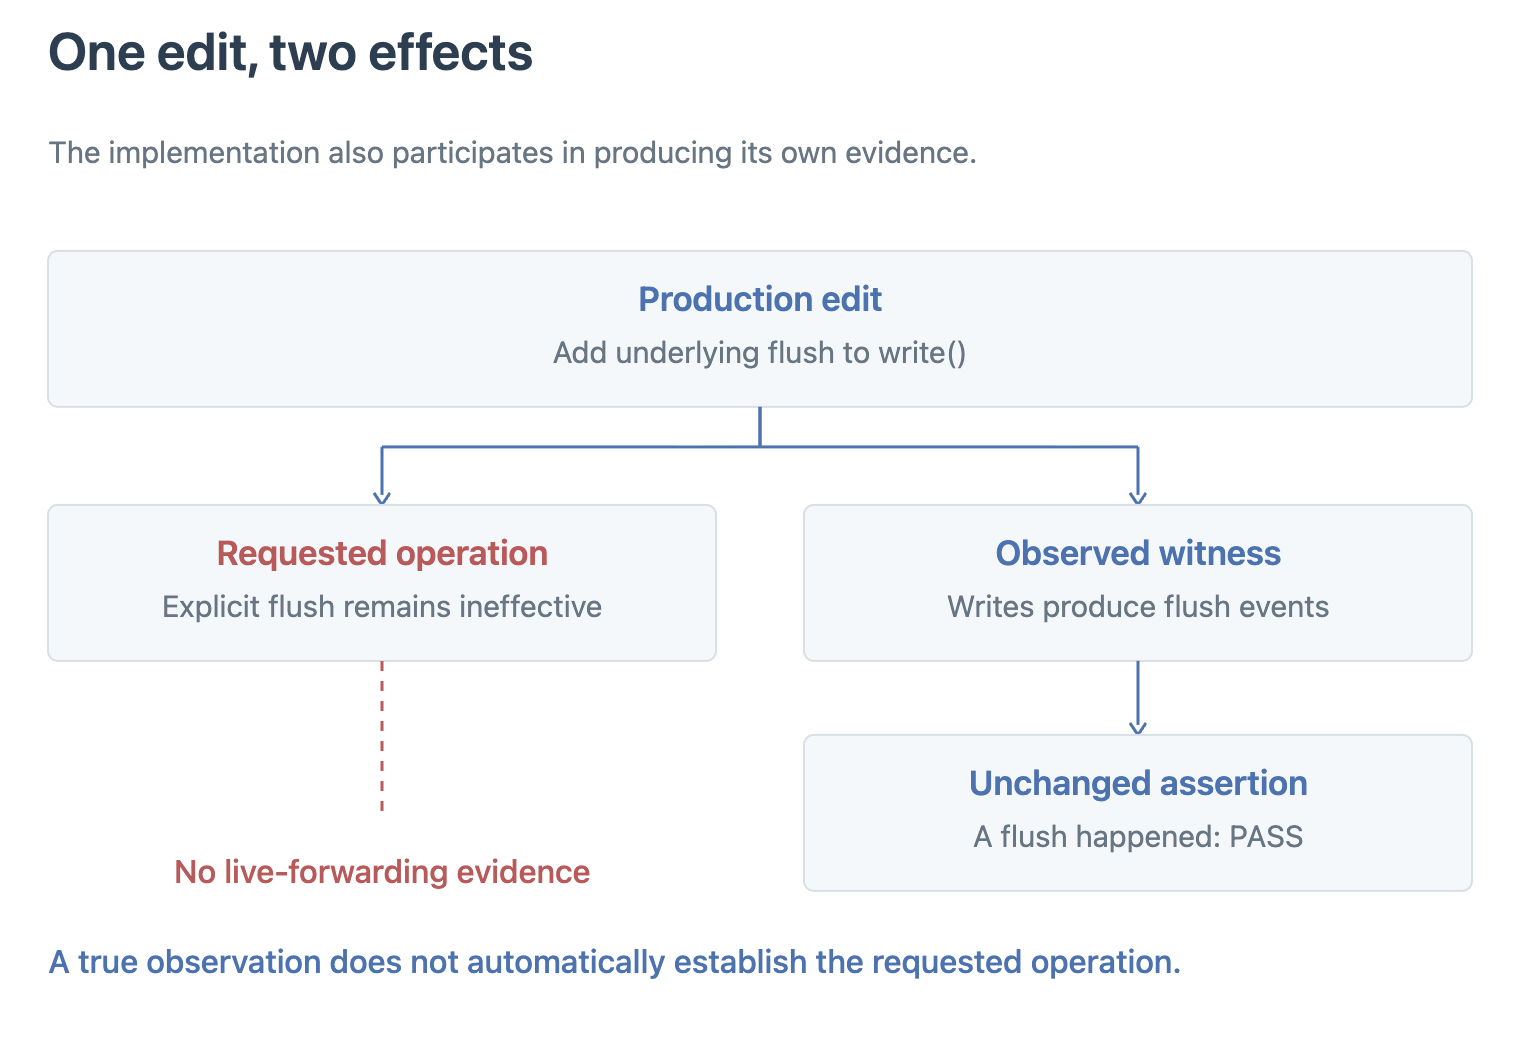 One edit, two effects
The implementation also participates in producing its own evidence.
Production edit
Add underlying flush to write()
Requested operation
Explicit flush remains ineffective
Observed witness
Writes produce flush events
Unchanged assertion
A flush happened: PASS
No live-forwarding evidence
A true observation does not automatically establish the requested operation.